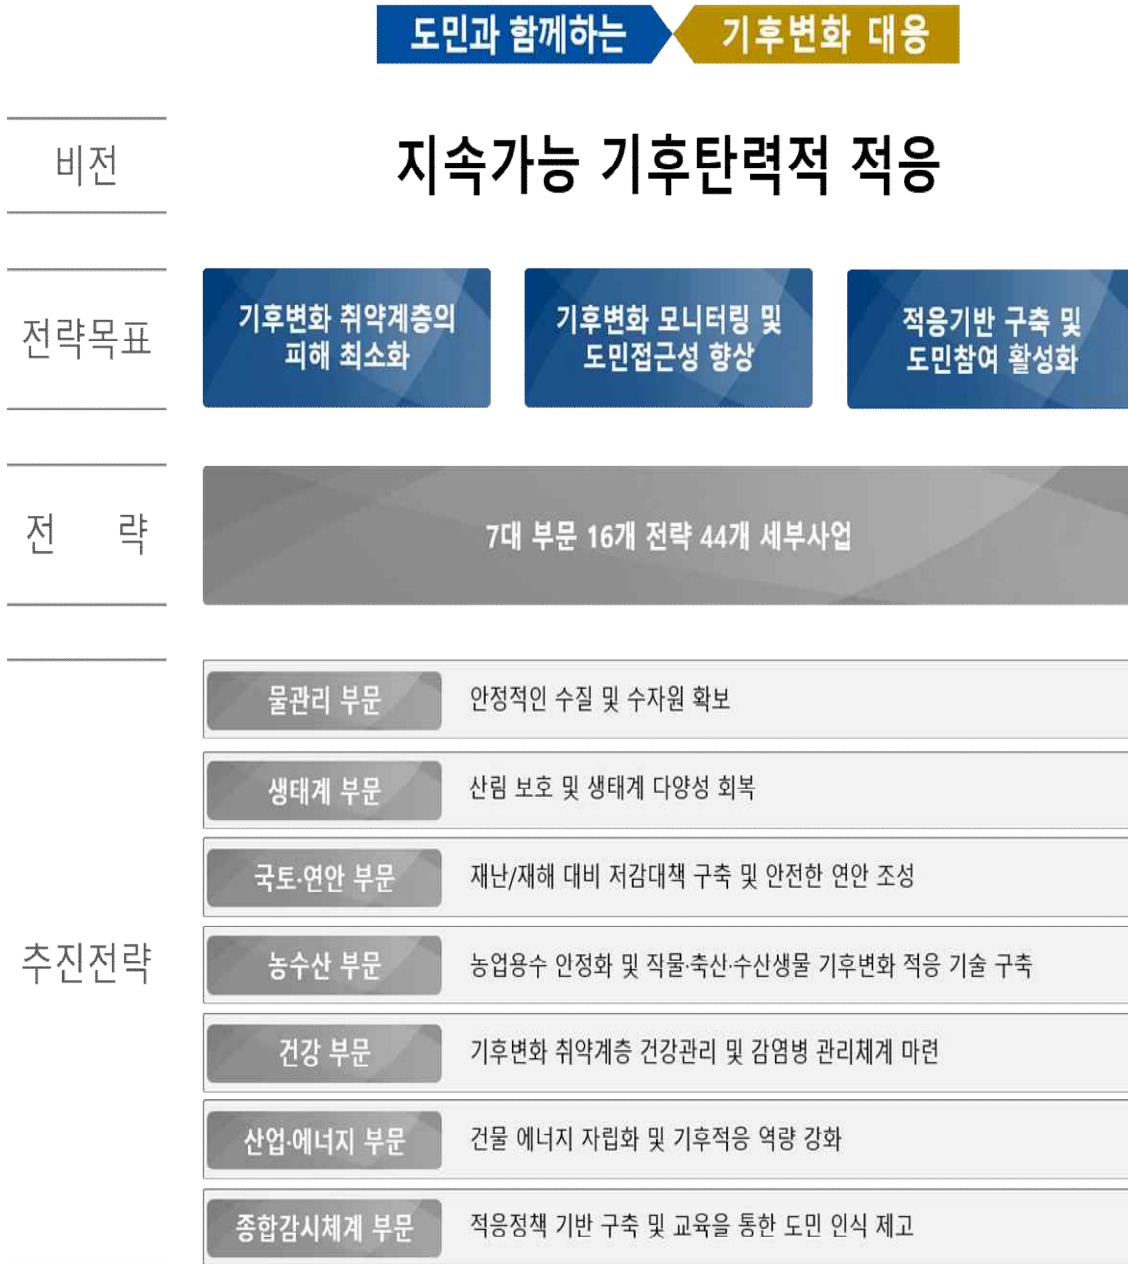 도민과 함께하는 기후변화 대응
비전
지속가능 기후탄력적 적응
전략목표
기후변화 취약계층의
피해 최소화
기후변화 모니터링 및
도민접근성 향상
적응기반 구축 및
도민참여 활성화
전 략
7대 부문 16개 전략 44개 세부사업
추진전략
물관리 부문 안정적인 수질 및 수자원 확보
생태계 부문 산림 보호 및 생태계 다양성 회복
국토·연안 부문 재난/재해 대비 저감대책 구축 및 안전한 연안 조성
농수산 부문 농업용수 안정화 및 작물·축산·수산생물 기후변화 적응 기술 구축
건강 부문 기후변화 취약계층 건강관리 및 감염병 관리체계 마련
산업·에너지 부문 건물 에너지 자립화 및 기후적응 역량 강화
종합감시체계 부문 적응정책 기반 구축 및 교육을 통한 도민 인식 제고